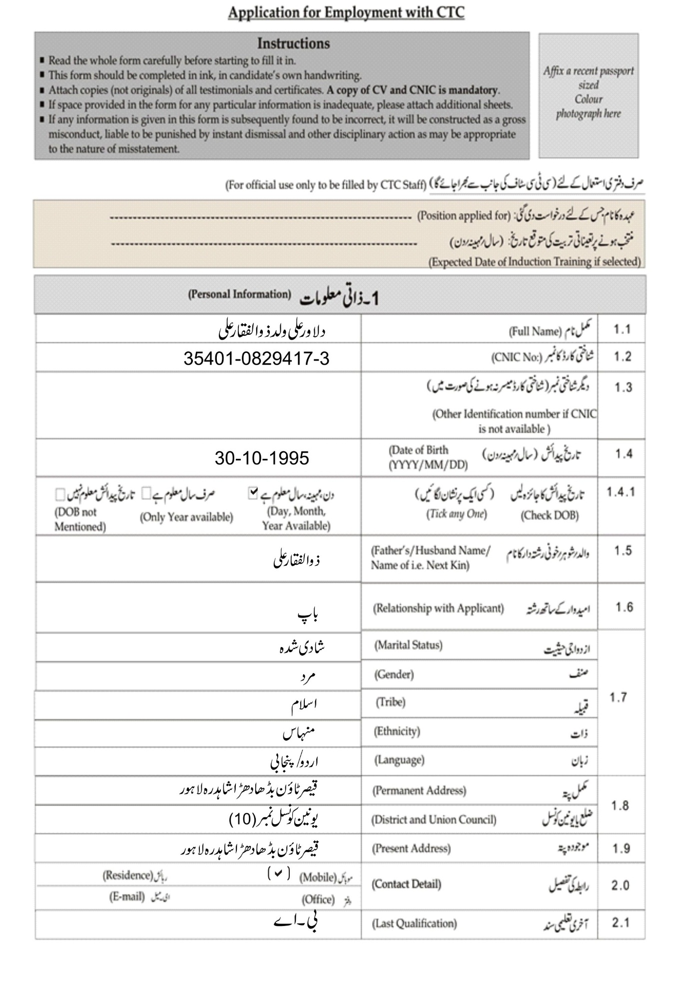 Application for Employment with CTC
Instructions
▪ Read the whole form carefully before starting to fill it in.
▪ This form should be completed in ink, in candidate's own handwriting.
▪ Attach copies (not originals) of all testimonials and certificates. A copy of CV and CNIC is mandatory.
▪ If space provided in the form for any particular information is inadequate, please attach additional sheets.
▪ If any information is given in this form is subsequently found to be incorrect, it will be constructed as a gross
misconduct, liable to be punished by instant dismissal and other disciplinary action as may be appropriate
to the nature of misstatement.
Affix a recent passport
sized
Colour
photograph here
صرف دفتری استعمال کے لئے (سی ٹی سی سٹاف کی جانب سے بھرا جائے گا) (For official use only to be filled by CTC Staff)
عہدہ کا نام جس کے لئے درخواست دی گئی: (Position applied for)
منتخب ہونے پر تعیناتی تربیت کی متوقع تاریخ: (سال/مہینہ/دن)
(Expected Date of Induction Training if selected)
1۔ذاتی معلومات (Personal Information)
1.1 مکمل نام (Full Name) دلاور علی ولد ذوالفقار علی
1.2 شناختی کارڈ کا نمبر (CNIC No:) 35401-0829417-3
1.3 دیگر شناختی نمبر (شناختی کارڈ میسر نہ ہونے کی صورت میں)
(Other Identification number if CNIC
is not available )
1.4 تاریخ پیدائش (سال/مہینہ/دن) (Date of Birth
(YYYY/MM/DD)
30-10-1995
1.4.1 تاریخ پیدائش کا جائزہ لیں (کسی ایک پر نشان لگائیں)
(Check DOB) (Tick any One)
دن،مہینہ،سال معلوم ہے ☑ صرف سال معلوم ہے ☐ تاریخ پیدائش معلوم نہیں ☐
(Day, Month,
Year Available)
(Only Year available)
(DOB not
Mentioned)
1.5 والد/شوہر/خونی رشتہ دار کا نام (Father's/Husband Name/
Name of i.e. Next Kin)
ذوالفقار علی
1.6 امیدوار کے ساتھ رشتہ (Relationship with Applicant) باپ
1.7
ازدواجی حیثیت (Marital Status) شادی شدہ
صنف (Gender) مرد
قبیلہ (Tribe) اسلام
ذات (Ethnicity) منہاس
زبان (Language) اردو/ پنجابی
1.8
مکمل پتہ (Permanent Address) قیصر ٹاؤن بڈھا دھڑا شاہدرہ لاہور
ضلع یا یونین کونسل (District and Union Council) یونین کونسل نمبر (10)
1.9 موجودہ پتہ (Present Address) قیصر ٹاؤن بڈھا دھڑا شاہدرہ لاہور
2.0 رابطہ کی تفصیل (Contact Detail)
موبائل (Mobile) (✔) رہائش (Residence)
دفتر (Office) ای میل (E-mail)
2.1 آخری تعلیمی سند (Last Qualification) بی۔اے